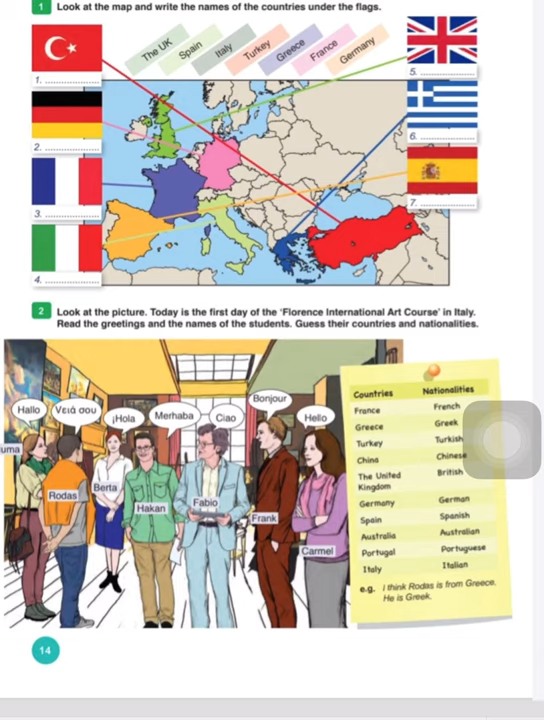 1 Look at the map and write the names of the countries under the flags.
The UK
Spain
Italy
Turkey
Greece
France
Germany
1. ..................
2. ..................
3. ..................
4. ..................
5. ..................
6. ..................
7. ..................
2 Look at the picture. Today is the first day of the ‘Florence International Art Course’ in Italy.
Read the greetings and the names of the students. Guess their countries and nationalities.
Hallo
Γειά σου
¡Hola
Merhaba
Ciao
Bonjour
Hello
uma
Rodas
Berta
Hakan
Fabio
Frank
Carmel
Countries Nationalities
France French
Greece Greek
Turkey Turkish
China Chinese
The United British
Kingdom
Germany German
Spain Spanish
Australia Australian
Portugal Portuguese
Italy Italian
e.g. I think Rodas is from Greece.
He is Greek.
14